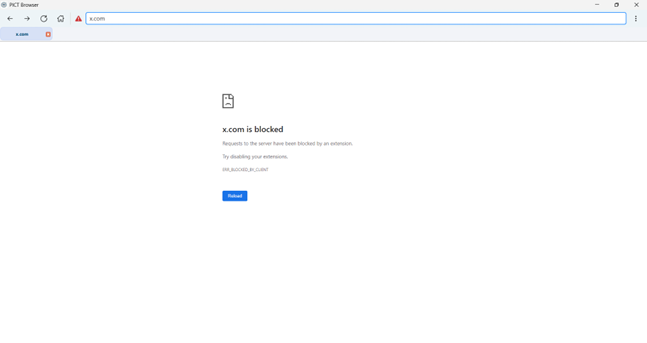 PICT Browser
x.com
x.com
x.com is blocked
Requests to the server have been blocked by an extension.
Try disabling your extensions.
ERR_BLOCKED_BY_CLIENT
Reload